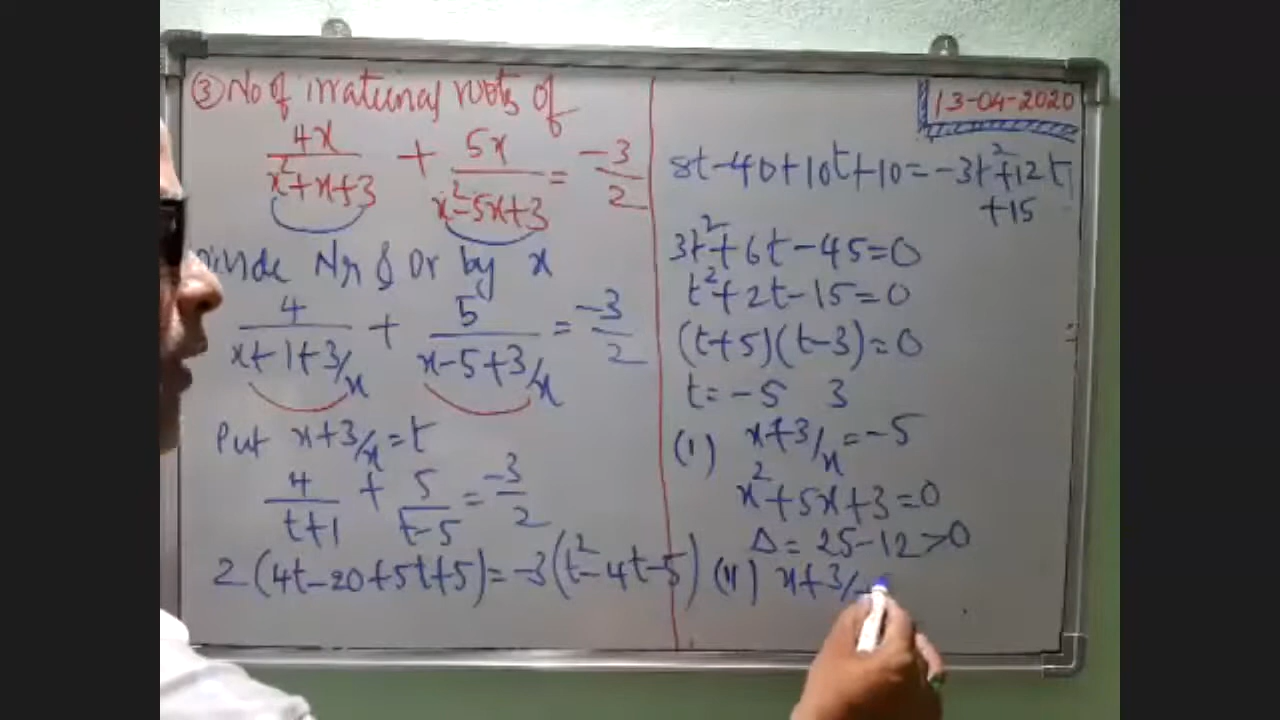 ③ No of irrational roots of
4x/(x²+x+3) + 5x/(x²-5x+3) = -3/2
Divide Nr & Dr by x
4/(x+1+3/x) + 5/(x-5+3/x) = -3/2
Put x+3/x=t
4/(t+1) + 5/(t-5) = -3/2
2(4t-20+5t+5)=-3(t²-4t-5)
13-04-2020
8t-40+10t+10=-3t²+12t
+15
3t²+6t-45=0
t²+2t-15=0
(t+5)(t-3)=0
t=-5 3
(i) x+3/x=-5
x²+5x+3=0
Δ=25-12>0
(ii) x+3/